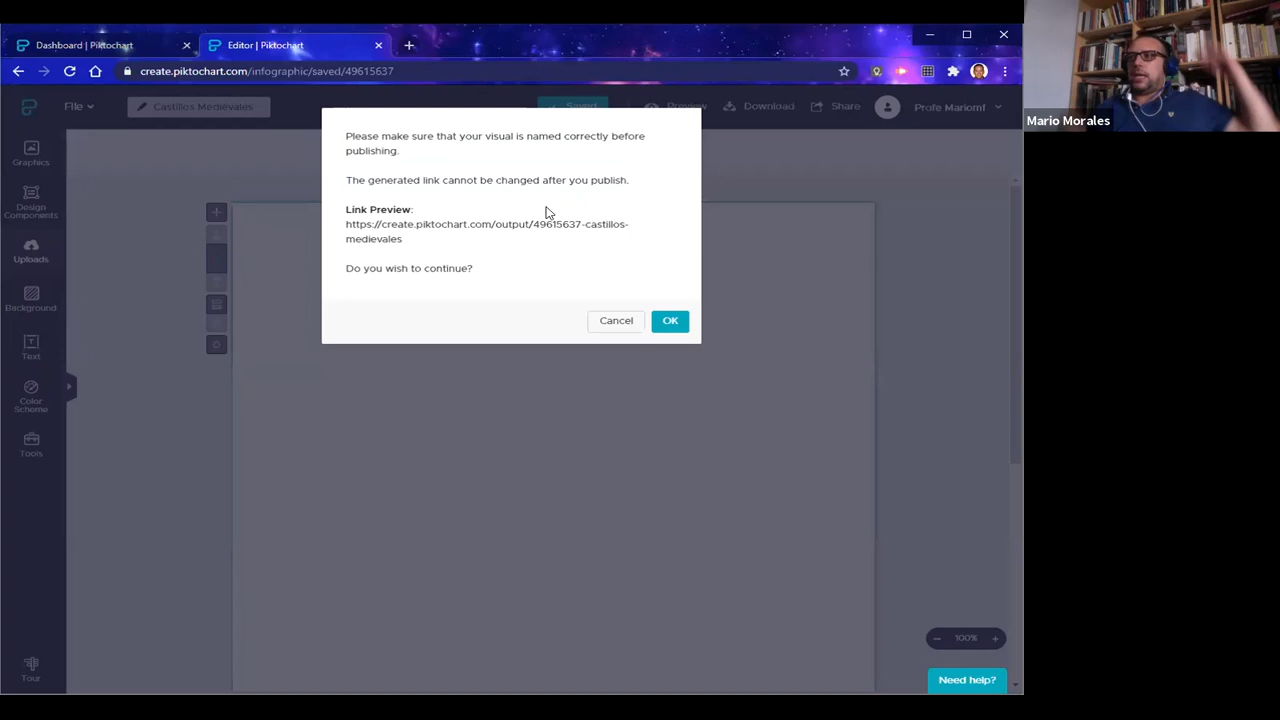 Dashboard | Piktochart
Editor | Piktochart
create.piktochart.com/infographic/saved/49615637
File
Castillos Medievales
Saved
Preview
Download
Share
Profe Mariomf
Mario Morales
Please make sure that your visual is named correctly before
publishing.
The generated link cannot be changed after you publish.
Link Preview:
https://create.piktochart.com/output/49615637-castillos-
medievales
Do you wish to continue?
Cancel
OK
Graphics
Design
Components
Uploads
Background
Text
Color
Scheme
Tools
Tour
100%
Need help?